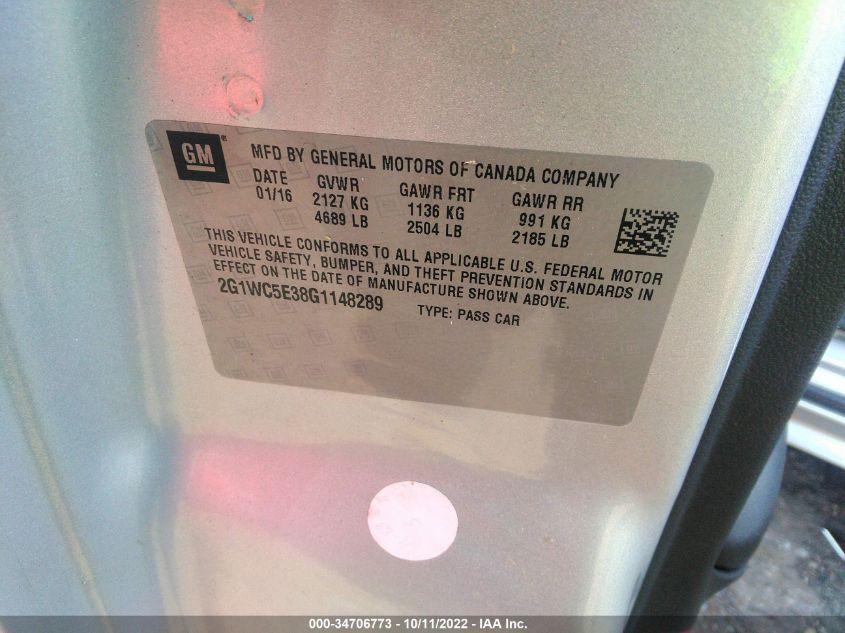 GM
MFD BY GENERAL MOTORS OF CANADA COMPANY
DATE GVWR GAWR FRT GAWR RR
01/16 2127 KG 1136 KG 991 KG
4689 LB 2504 LB 2185 LB
THIS VEHICLE CONFORMS TO ALL APPLICABLE U.S. FEDERAL MOTOR
VEHICLE SAFETY, BUMPER, AND THEFT PREVENTION STANDARDS IN
EFFECT ON THE DATE OF MANUFACTURE SHOWN ABOVE.
2G1WC5E38G1148289 TYPE: PASS CAR
000-34706773 - 10/11/2022 - IAA Inc.